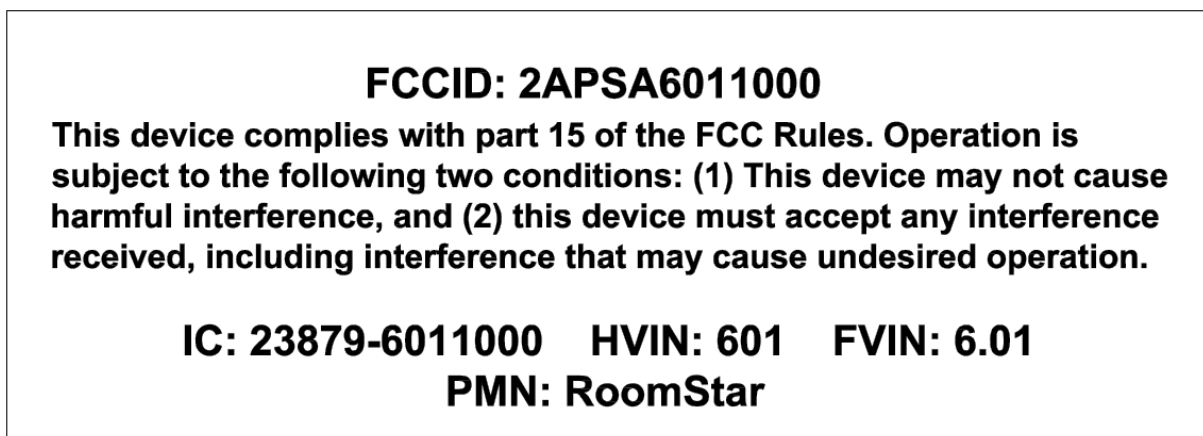 FCCID: 2APSA6011000
This device complies with part 15 of the FCC Rules. Operation is
subject to the following two conditions: (1) This device may not cause
harmful interference, and (2) this device must accept any interference
received, including interference that may cause undesired operation.
IC: 23879-6011000 HVIN: 601 FVIN: 6.01
PMN: RoomStar